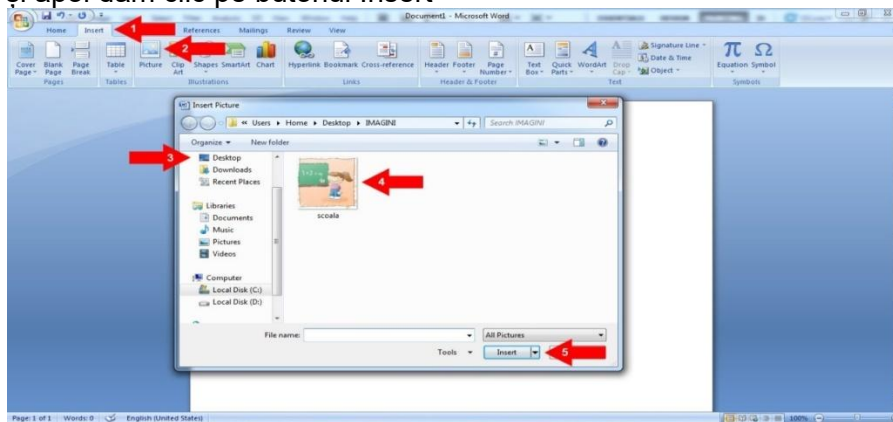 și apoi dăm clic pe butonul Insert
Document1 - Microsoft Word
Home Insert References Mailings Review View
1
2
Cover Page Blank Page Page Break Table Picture Clip Art Shapes SmartArt Chart Hyperlink Bookmark Cross-reference Header Footer Page Number Text Box Quick Parts WordArt Drop Cap Signature Line Date & Time Object Equation Symbol
Pages Tables Illustrations Links Header & Footer Text Symbols
Insert Picture
« Users Home Desktop IMAGINI Search IMAGINI
Organize New folder
3
Desktop
Downloads
Recent Places
4
scoala
Libraries
Documents
Music
Pictures
Videos
Computer
Local Disk (C:)
Local Disk (D:)
File name: All Pictures
Tools Insert 5
Page: 1 of 1 Words: 0 English (United States) 100%